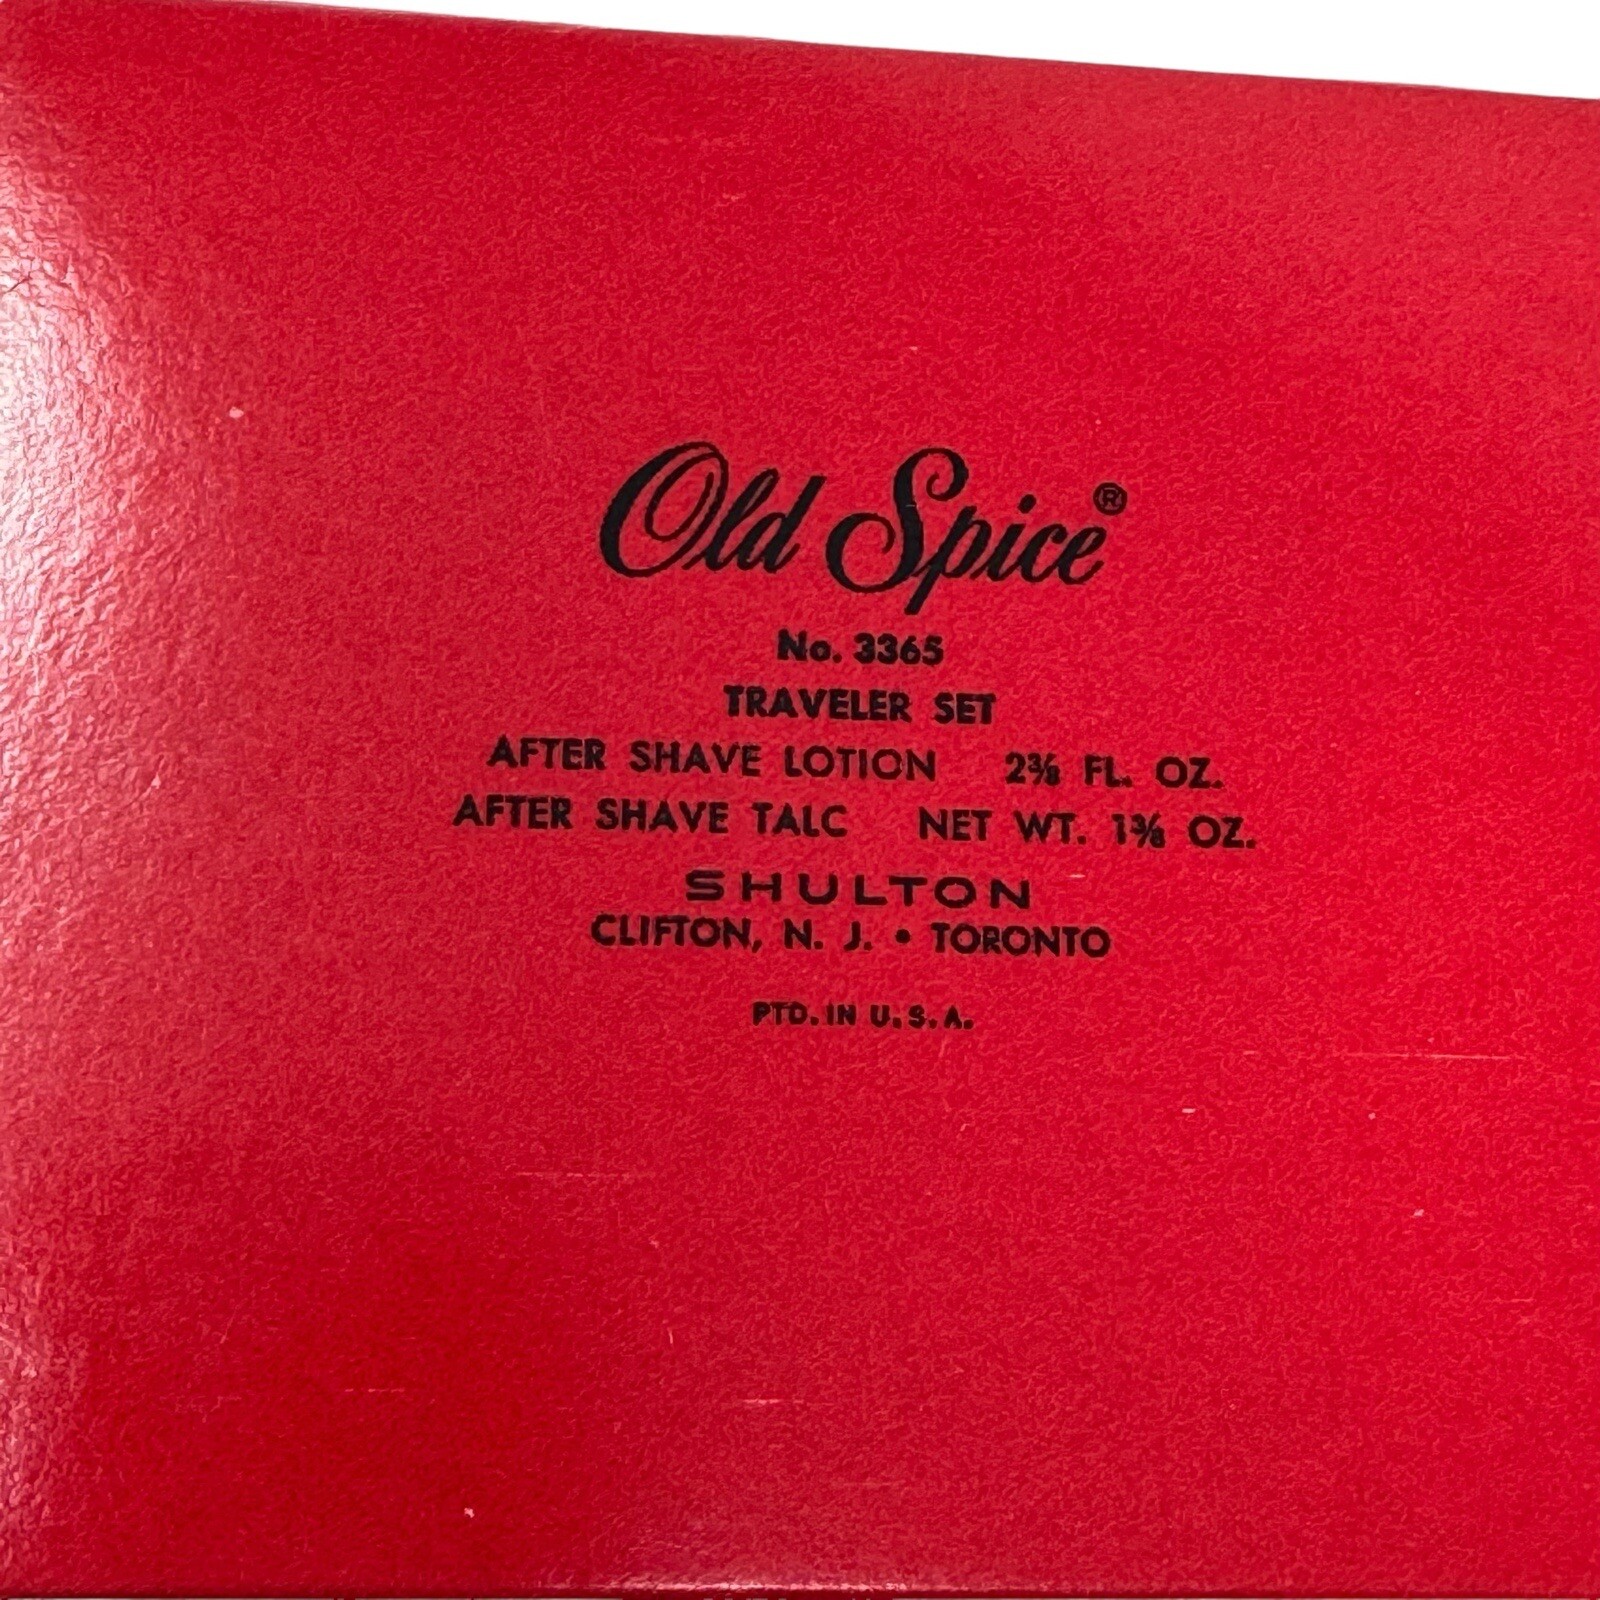 Old Spice®
No. 3365
TRAVELER SET
AFTER SHAVE LOTION 2⅜ FL. OZ.
AFTER SHAVE TALC NET WT. 1⅜ OZ.
SHULTON
CLIFTON, N. J. • TORONTO
PTD. IN U. S. A.